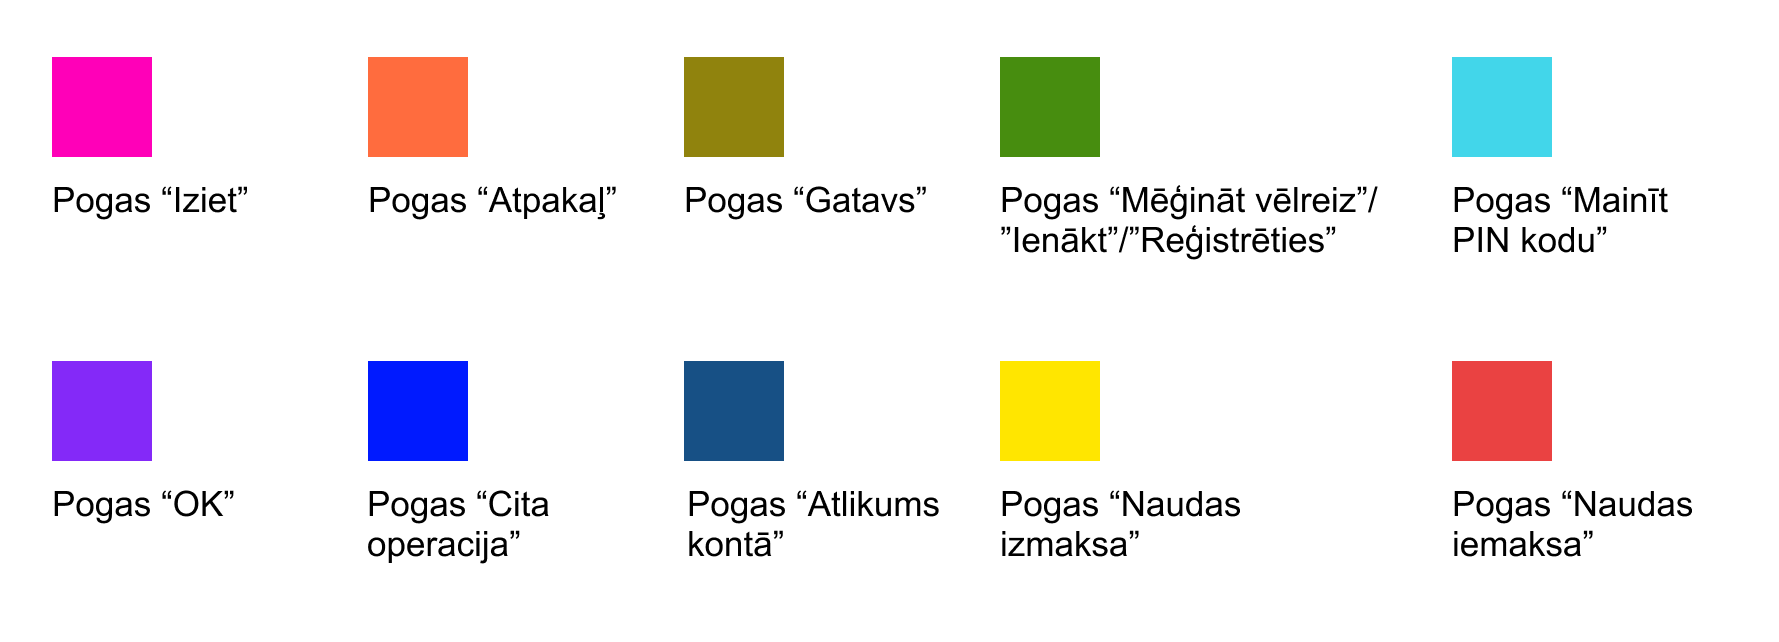 Pogas “Iziet”
Pogas “Atpakaļ”
Pogas “Gatavs”
Pogas “Mēģināt vēlreiz”/
”Ienākt”/”Reģistrēties”
Pogas “Mainīt
PIN kodu”
Pogas “OK”
Pogas “Cita
operacija”
Pogas “Atlikums
kontā”
Pogas “Naudas
izmaksa”
Pogas “Naudas
iemaksa”